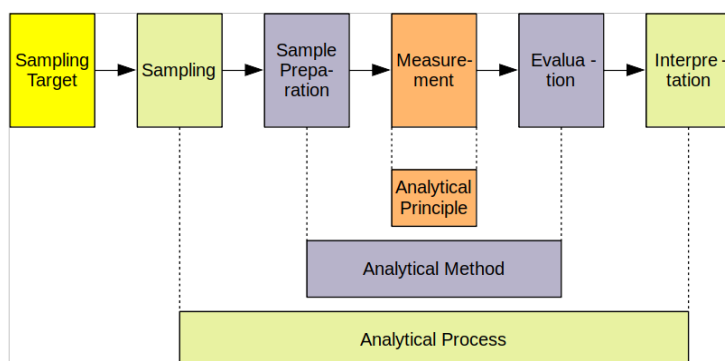 Sampling
Target
Sampling
Sample
Prepa-
ration
Measure-
ment
Evalua -
tion
Interpre -
tation
Analytical
Principle
Analytical Method
Analytical Process